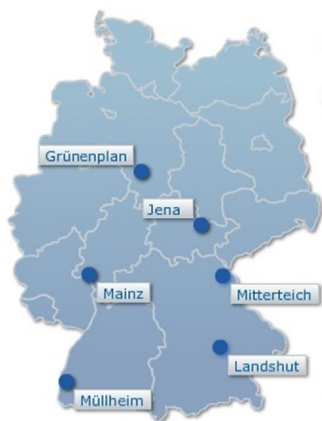 Grünenplan
Jena
Mainz
Mitterteich
Landshut
Müllheim